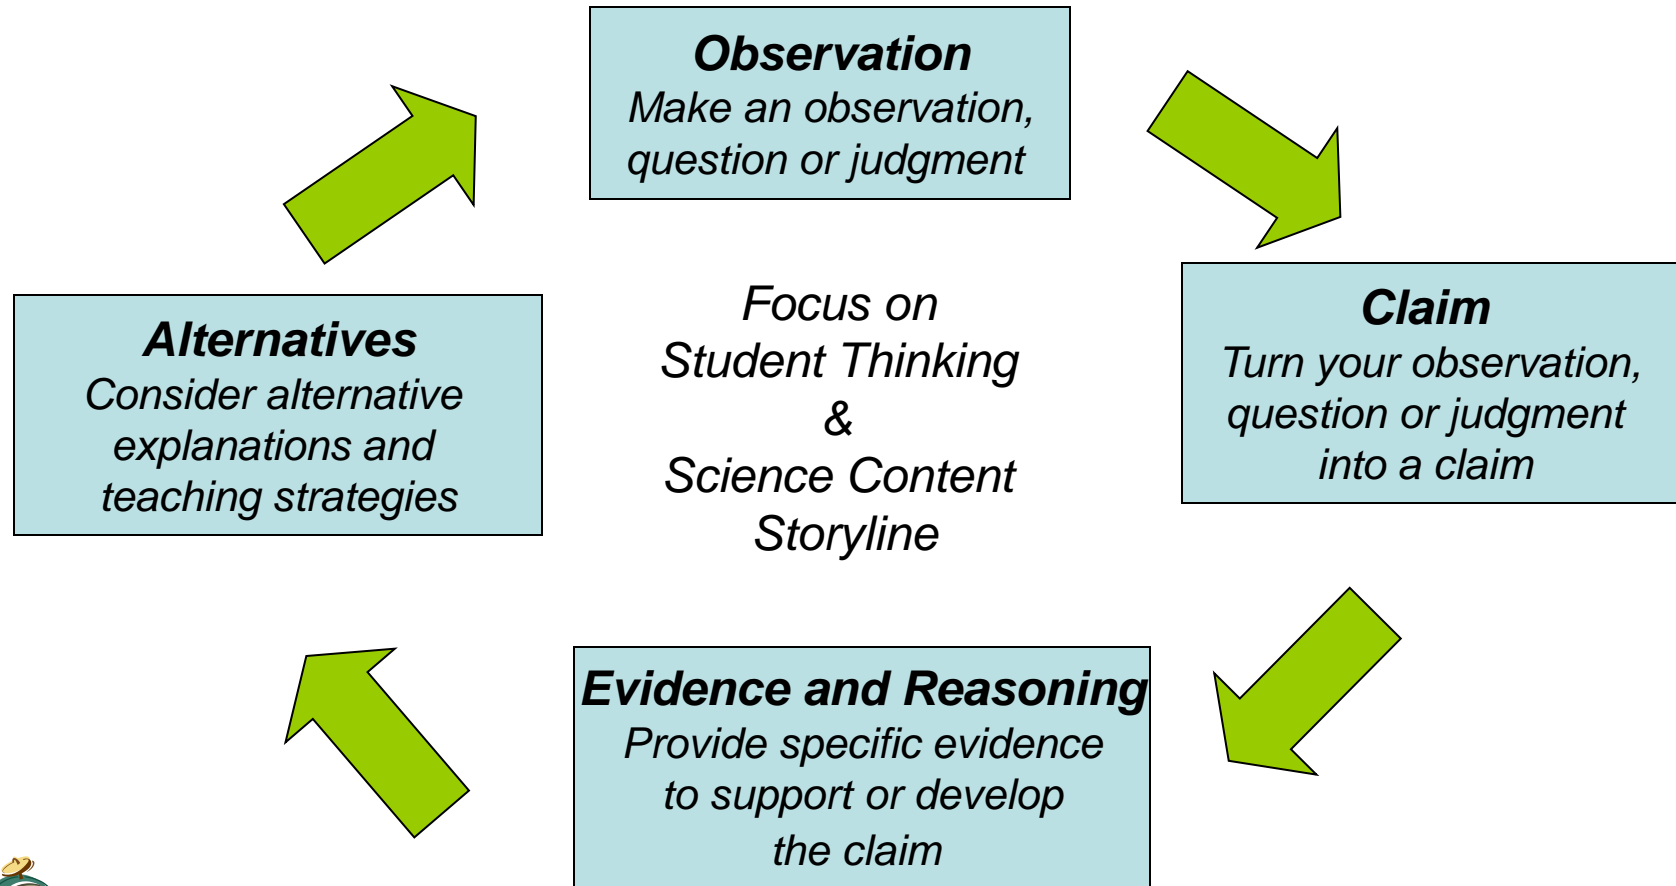 Observation
Make an observation,
question or judgment
Claim
Turn your observation,
question or judgment
into a claim
Evidence and Reasoning
Provide specific evidence
to support or develop
the claim
Alternatives
Consider alternative
explanations and
teaching strategies
Focus on
Student Thinking
&
Science Content
Storyline